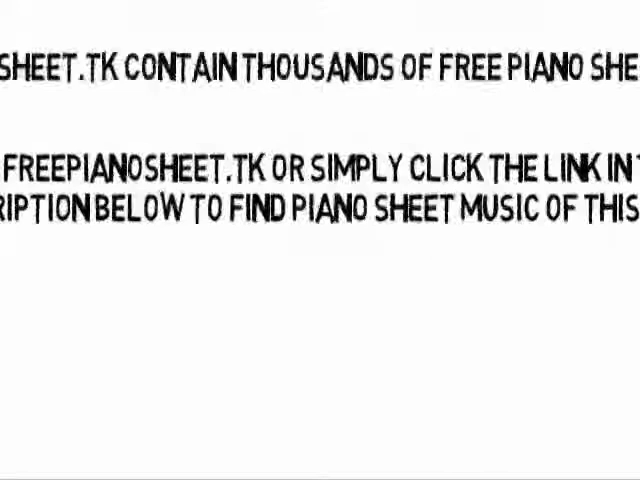 SHEET.TK CONTAIN THOUSANDS OF FREE PIANO SHE
FREEPIANOSHEET.TK OR SIMPLY CLICK THE LINK IN
RIPTION BELOW TO FIND PIANO SHEET MUSIC OF THIS